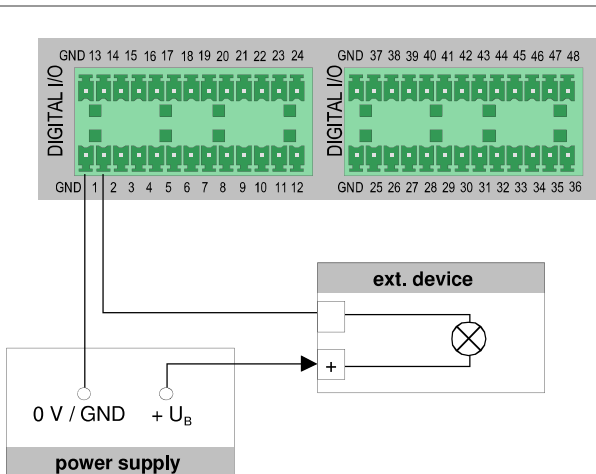 GND 13 14 15 16 17 18 19 20 21 22 23 24
DIGITAL I/O
GND 1 2 3 4 5 6 7 8 9 10 11 12
GND 37 38 39 40 41 42 43 44 45 46 47 48
DIGITAL I/O
GND 25 26 27 28 29 30 31 32 33 34 35 36
ext. device
+
0 V / GND + U_B
power supply